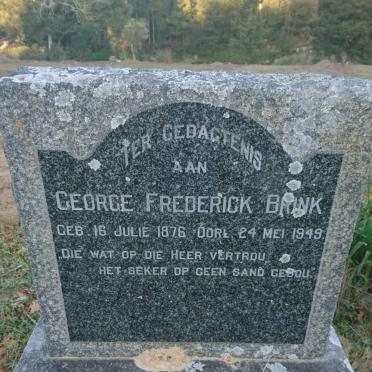 TER GEDAGTENIS
AAN
GEORGE FREDERICK BRINK
GEB. 16 JULIE 1876 OORL. 24 MEI 1949
DIE WAT OP DIE HEER VERTROU
HET SEKER OP GEEN SAND GEBOU.